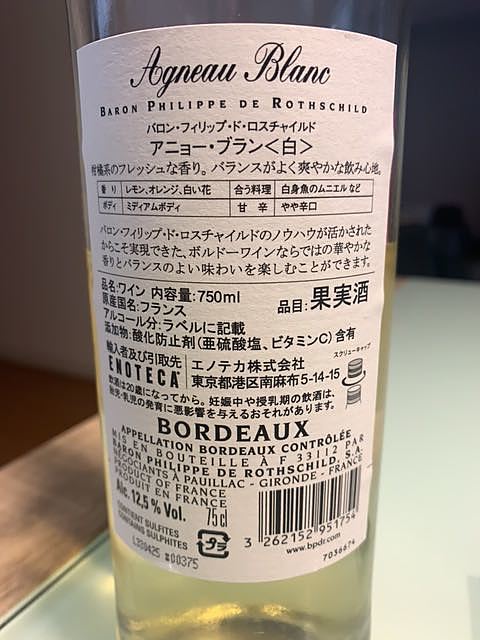 Agneau Blanc
BARON PHILIPPE DE ROTHSCHILD
バロン・フィリップ・ド・ロスチャイルド
アニョー・ブラン<白>
柑橘系のフレッシュな香り。バランスがよく爽やかな飲み心地。
香り レモン、オレンジ、白い花 合う料理 白身魚のムニエル など
ボディ ミディアムボディ 甘辛 やや辛口
バロン・フィリップ・ド・ロスチャイルドのノウハウが活かされた
からこそ実現できた、ボルドーワインならではの華やかな
香りとバランスのよい味わいを楽しむことができます。
品名:ワイン 内容量:750ml
原産国名:フランス
品目:果実酒
アルコール分:ラベルに記載
添加物:酸化防止剤(亜硫酸塩、ビタミンC)含有
輸入者及び引取先 エノテカ株式会社
ENOTECA 東京都港区南麻布5-14-15
スクリューキャップ
飲酒は20歳になってから。妊娠中や授乳期の飲酒は、
胎児・乳児の発育に悪影響を与えるおそれがあります。
BORDEAUX
APPELLATION BORDEAUX CONTRÔLÉE
MIS EN BOUTEILLE À F 33112 PAR
BARON PHILIPPE DE ROTHSCHILD, S.A.
NÉGOCIANTS À PAUILLAC - GIRONDE - FRANCE
PRODUCT OF FRANCE
PRODUIT EN FRANCE
Alc. 12,5 % Vol. 75 cl
CONTIENT SULFITES
CONTAINS SULPHITES
L330425 :00375
プラ
3 262152 951754
www.bpdr.com
7036674